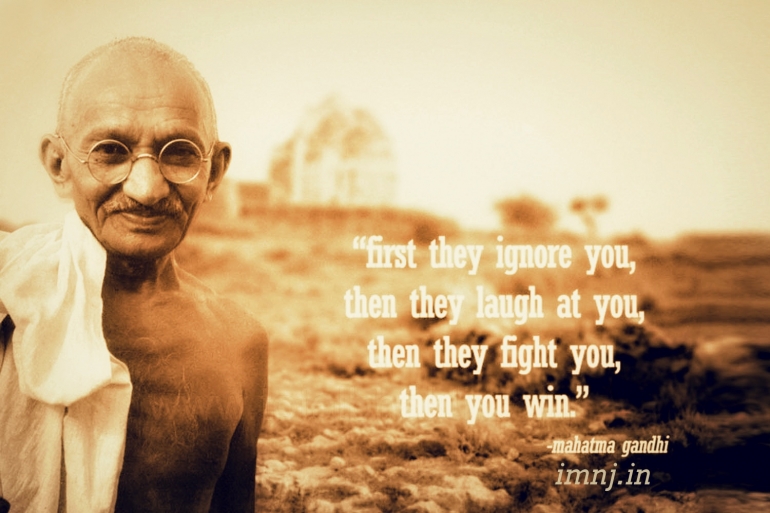 “first they ignore you,
then they laugh at you,
then they fight you,
then you win.”
-mahatma gandhi
imnj.in